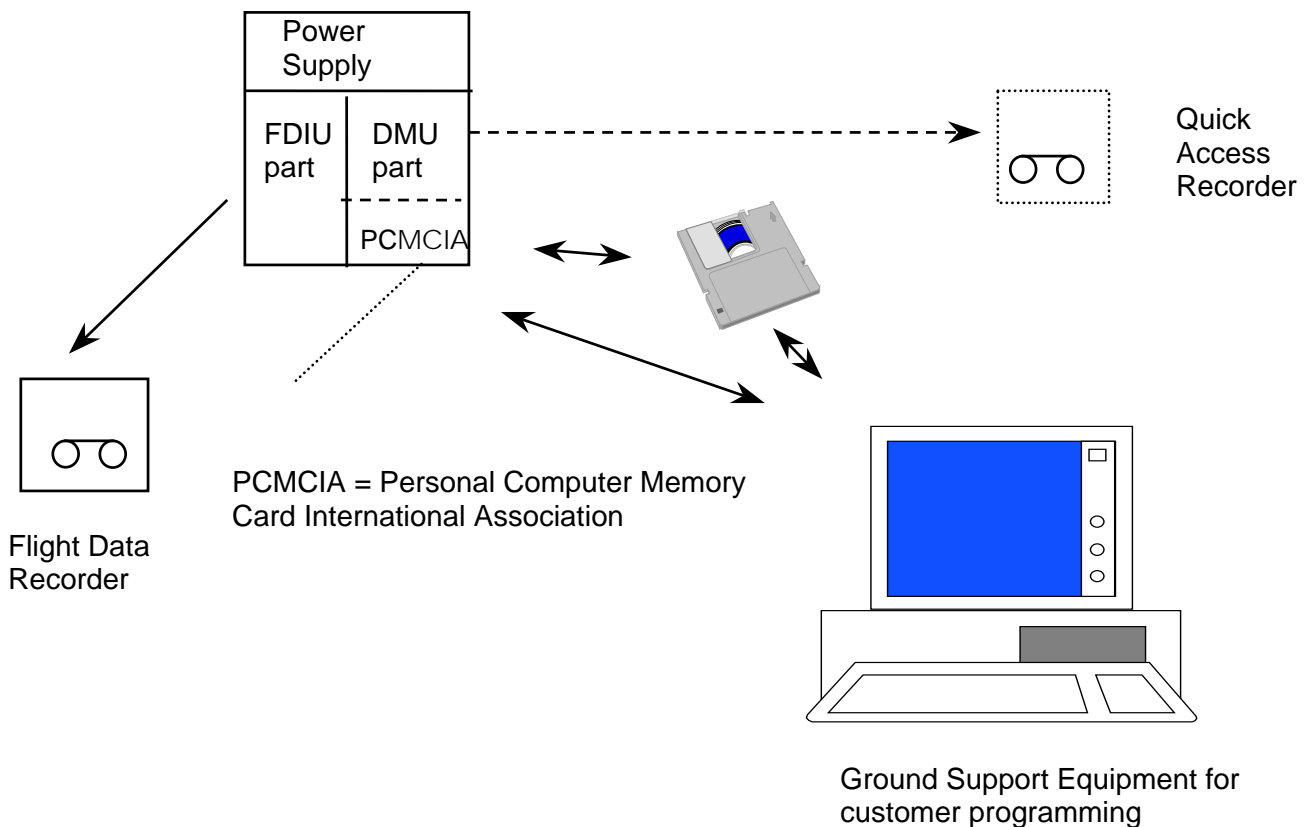 Power
Supply
FDIU
part
DMU
part
PCMCIA
Quick
Access
Recorder
PCMCIA = Personal Computer Memory
Card International Association
Flight Data
Recorder
Ground Support Equipment for
customer programming